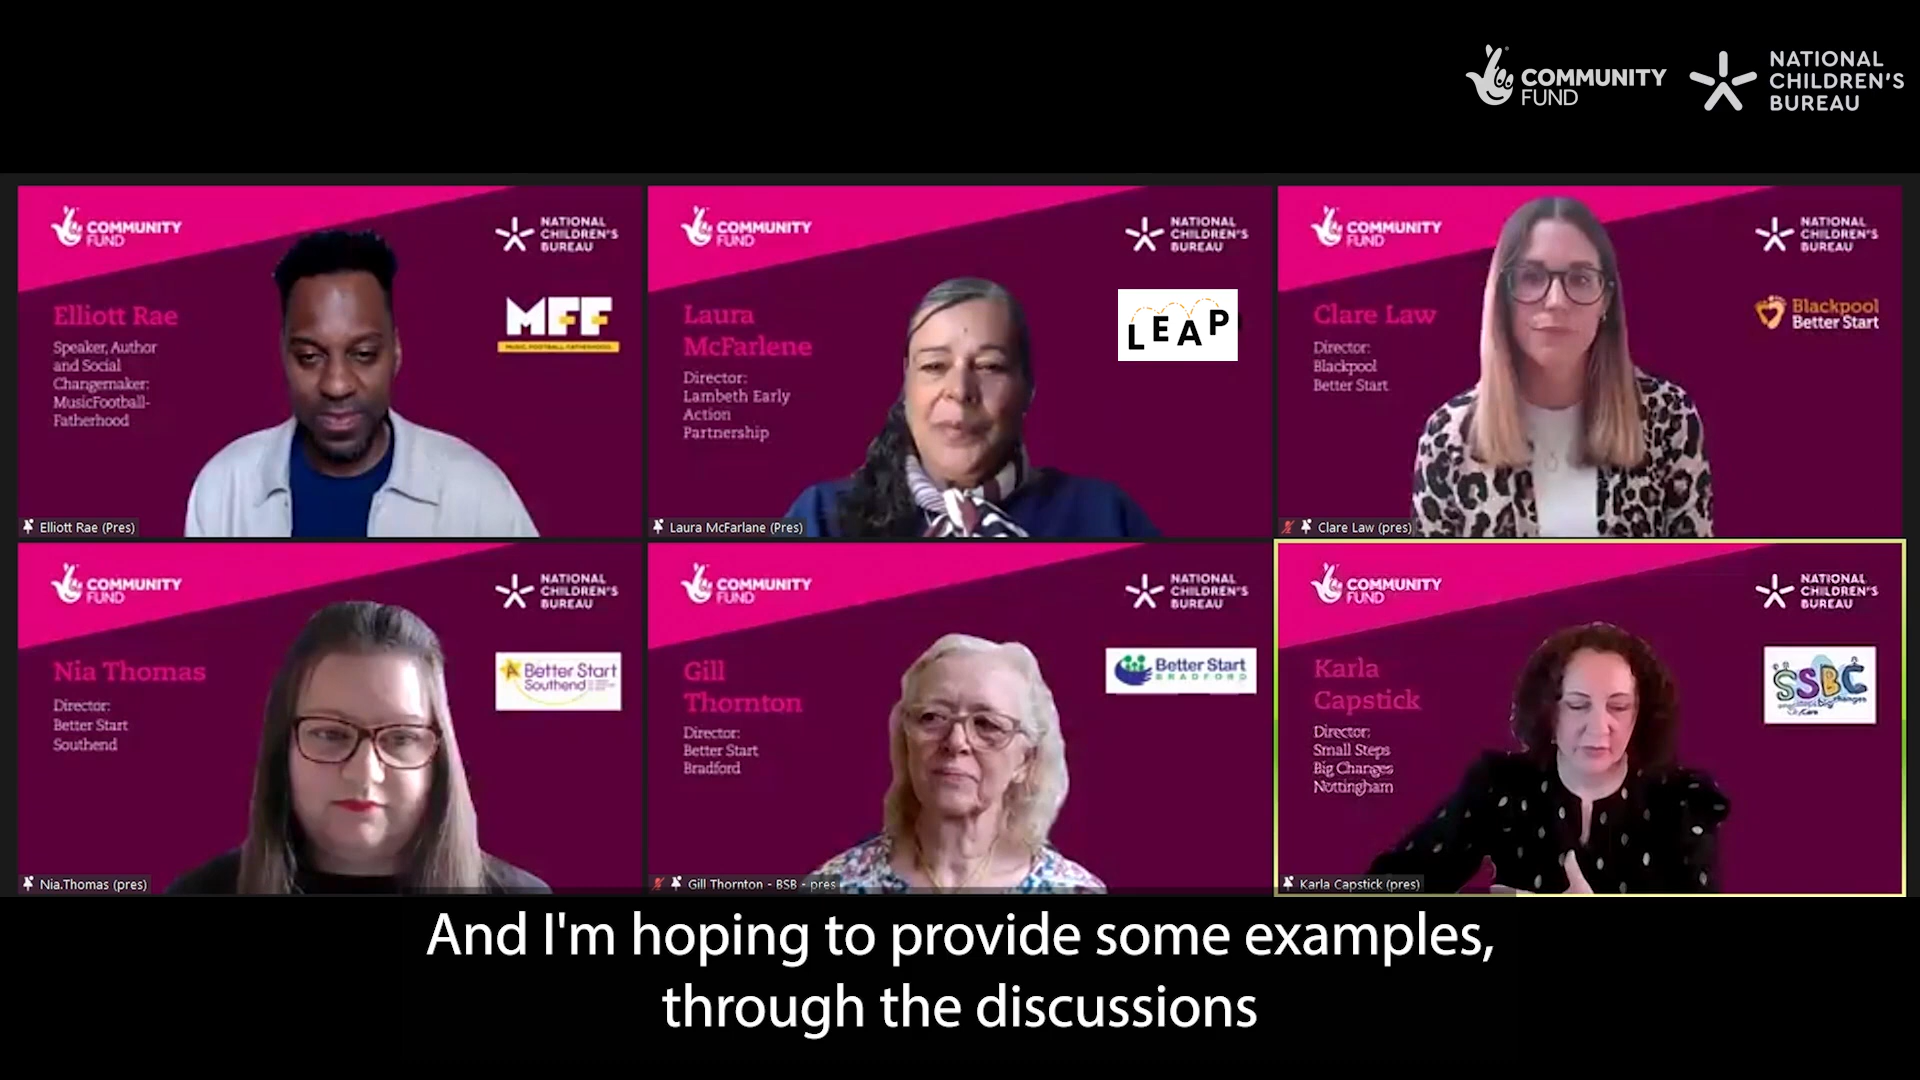 COMMUNITY
FUND
NATIONAL
CHILDREN'S
BUREAU
COMMUNITY
FUND
NATIONAL
CHILDREN'S
BUREAU
Elliott Rae
Speaker, Author
and Social
Changemaker:
MusicFootball-
Fatherhood
MFF
MUSIC. FOOTBALL. FATHERHOOD.
Elliott Rae (Pres)
COMMUNITY
FUND
NATIONAL
CHILDREN'S
BUREAU
Laura
McFarlene
Director:
Lambeth Early
Action
Partnership
LEAP
Laura McFarlane (Pres)
COMMUNITY
FUND
NATIONAL
CHILDREN'S
BUREAU
Clare Law
Director:
Blackpool
Better Start
Blackpool
Better Start
Clare Law (pres)
COMMUNITY
FUND
NATIONAL
CHILDREN'S
BUREAU
Nia Thomas
Director:
Better Start
Southend
A Better Start
Southend
Nia.Thomas (pres)
COMMUNITY
FUND
NATIONAL
CHILDREN'S
BUREAU
Gill
Thornton
Director:
Better Start
Bradford
Better Start
BRADFORD
Gill Thornton - BSB - pres
COMMUNITY
FUND
NATIONAL
CHILDREN'S
BUREAU
Karla
Capstick
Director:
Small Steps
Big Changes
Nottingham
SSBC
Karla Capstick (pres)
And I'm hoping to provide some examples,
through the discussions